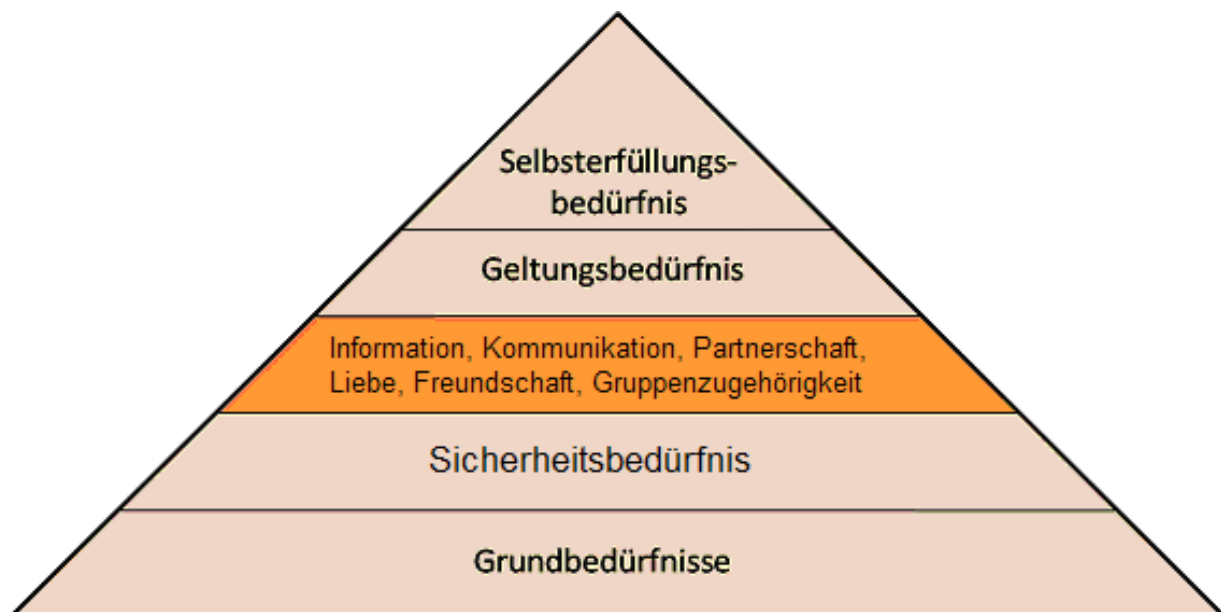 Selbsterfüllungs-
bedürfnis
Geltungsbedürfnis
Information, Kommunikation, Partnerschaft,
Liebe, Freundschaft, Gruppenzugehörigkeit
Sicherheitsbedürfnis
Grundbedürfnisse